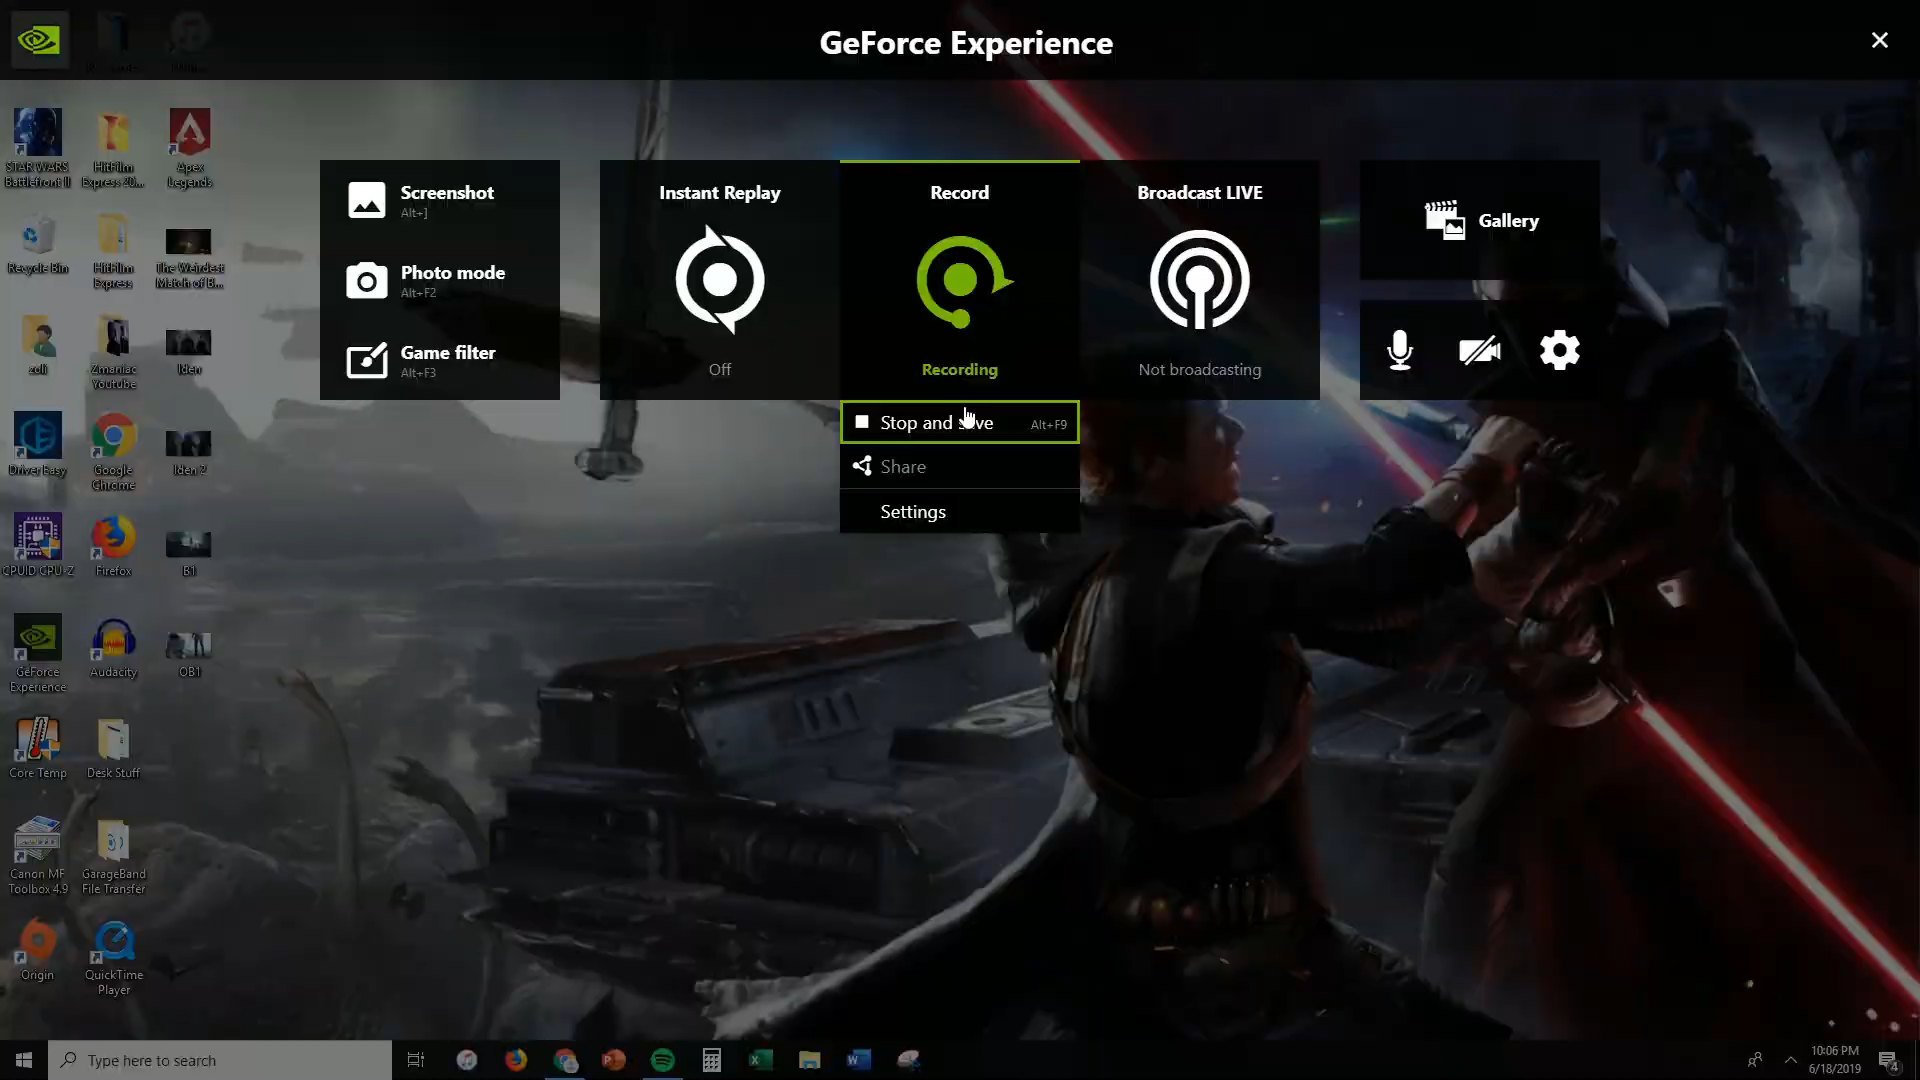 GeForce Experience
Screenshot
Alt+]
Photo mode
Alt+F2
Game filter
Alt+F3
Instant Replay
Off
Record
Recording
Stop and
Alt+F9
Share
Settings
Broadcast LIVE
Not broadcasting
Gallery
STAR WARS
Battlefront II
HitFilm
Express 20...
Apex
Legends
Recycle Bin
HitFilm
Express
The Weirdest
Match of B...
zoli
Zmaniac
Youtube
Iden
Driver Easy
Google
Chrome
Iden 2
CPUID CPU-Z
Firefox
B1
GeForce
Experience
Audacity
OB1
Core Temp
Desk Stuff
Canon MF
Toolbox 4.9
GarageBand
File Transfer
Origin
QuickTime
Player
Type here to search
10:06 PM
6/18/2019
4